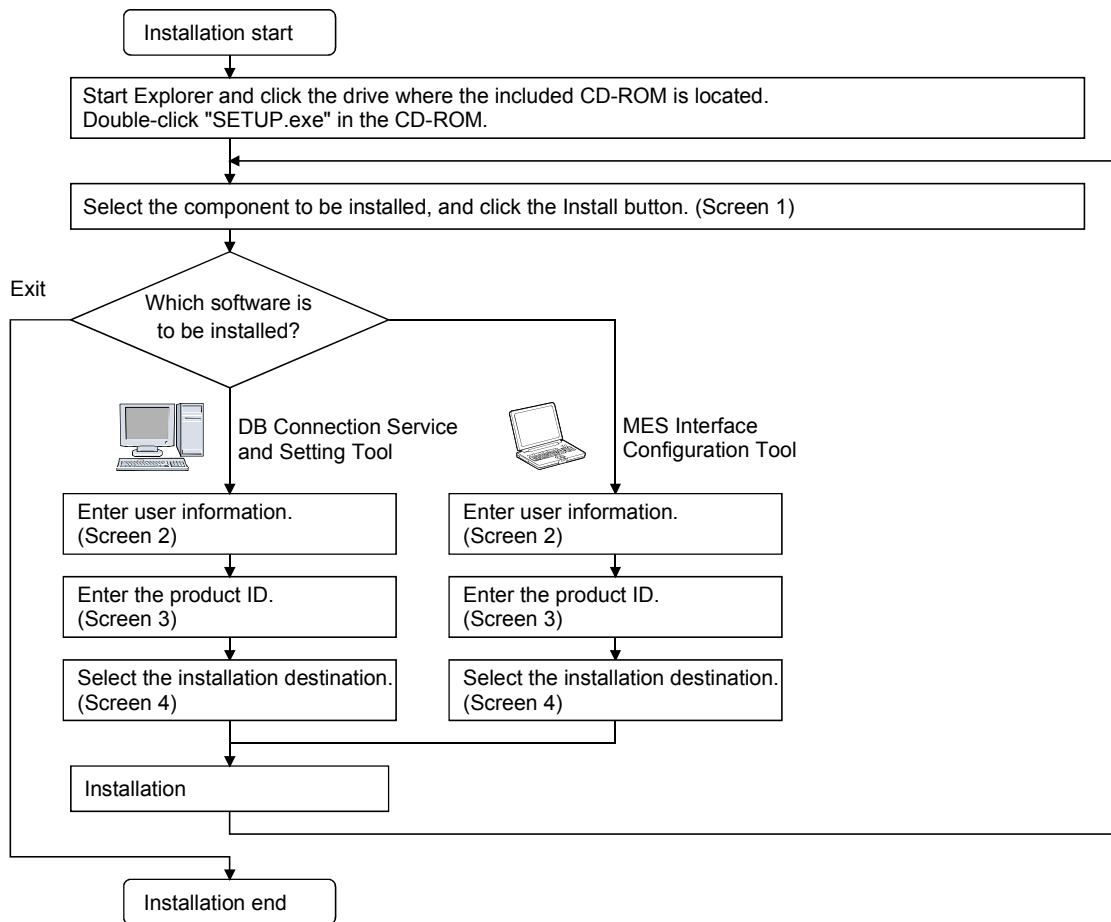 Installation start
Start Explorer and click the drive where the included CD-ROM is located.
Double-click "SETUP.exe" in the CD-ROM.
Select the component to be installed, and click the Install button. (Screen 1)
Exit
Which software is
to be installed?
DB Connection Service
and Setting Tool
MES Interface
Configuration Tool
Enter user information.
(Screen 2)
Enter user information.
(Screen 2)
Enter the product ID.
(Screen 3)
Enter the product ID.
(Screen 3)
Select the installation destination.
(Screen 4)
Select the installation destination.
(Screen 4)
Installation
Installation end